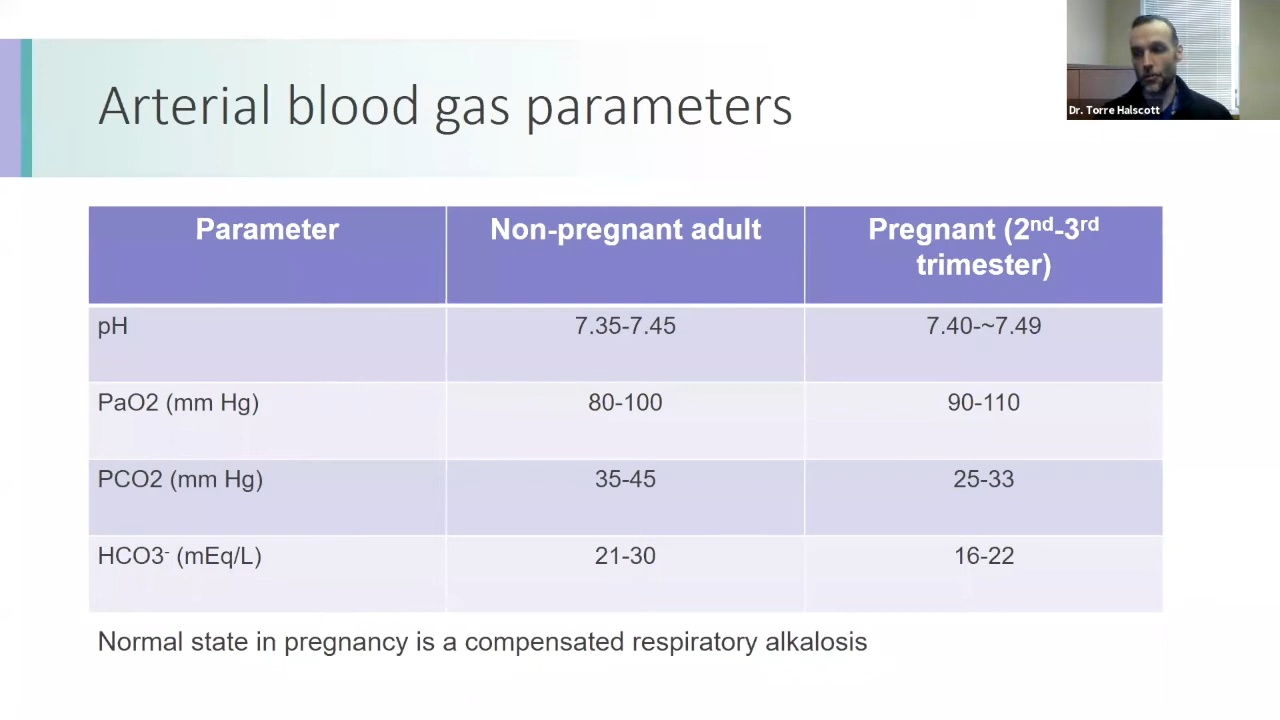 Arterial blood gas parameters
Dr. Torre Halscott
Parameter
Non-pregnant adult
Pregnant (2nd-3rd
trimester)
pH
7.35-7.45
7.40-~7.49
PaO2 (mm Hg)
80-100
90-110
PCO2 (mm Hg)
35-45
25-33
HCO3- (mEq/L)
21-30
16-22
Normal state in pregnancy is a compensated respiratory alkalosis